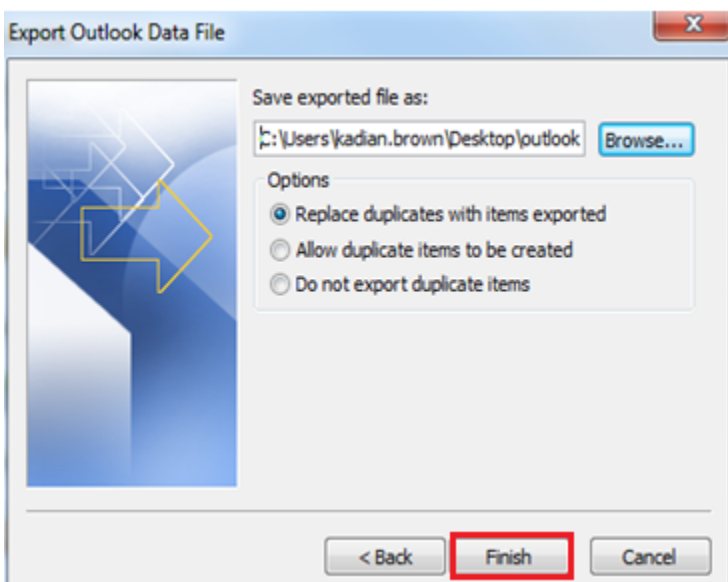 Export Outlook Data File
Save exported file as:
C:\Users\kadian.brown\Desktop\outlook
Browse...
Options
Replace duplicates with items exported
Allow duplicate items to be created
Do not export duplicate items
< Back
Finish
Cancel